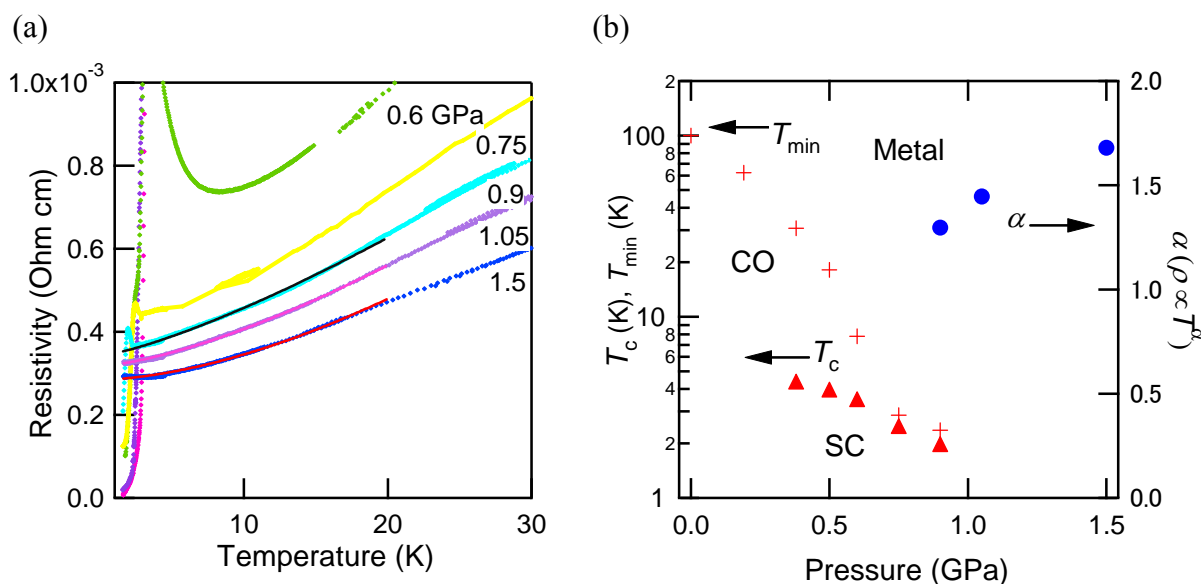 (a)
1.0x10⁻³
0.8
0.6
0.4
0.2
0.0
Resistivity (Ohm cm)
10
20
30
Temperature (K)
0.6 GPa
0.75
0.9
1.05
1.5
(b)
2
100
8
6
4
2
10
8
6
4
2
1
T_c (K), T_min (K)
T_min
Metal
CO
α
T_c
SC
0.0
0.5
1.0
1.5
Pressure (GPa)
2.0
1.5
1.0
0.5
0.0
α (ρ ∝ T^α)